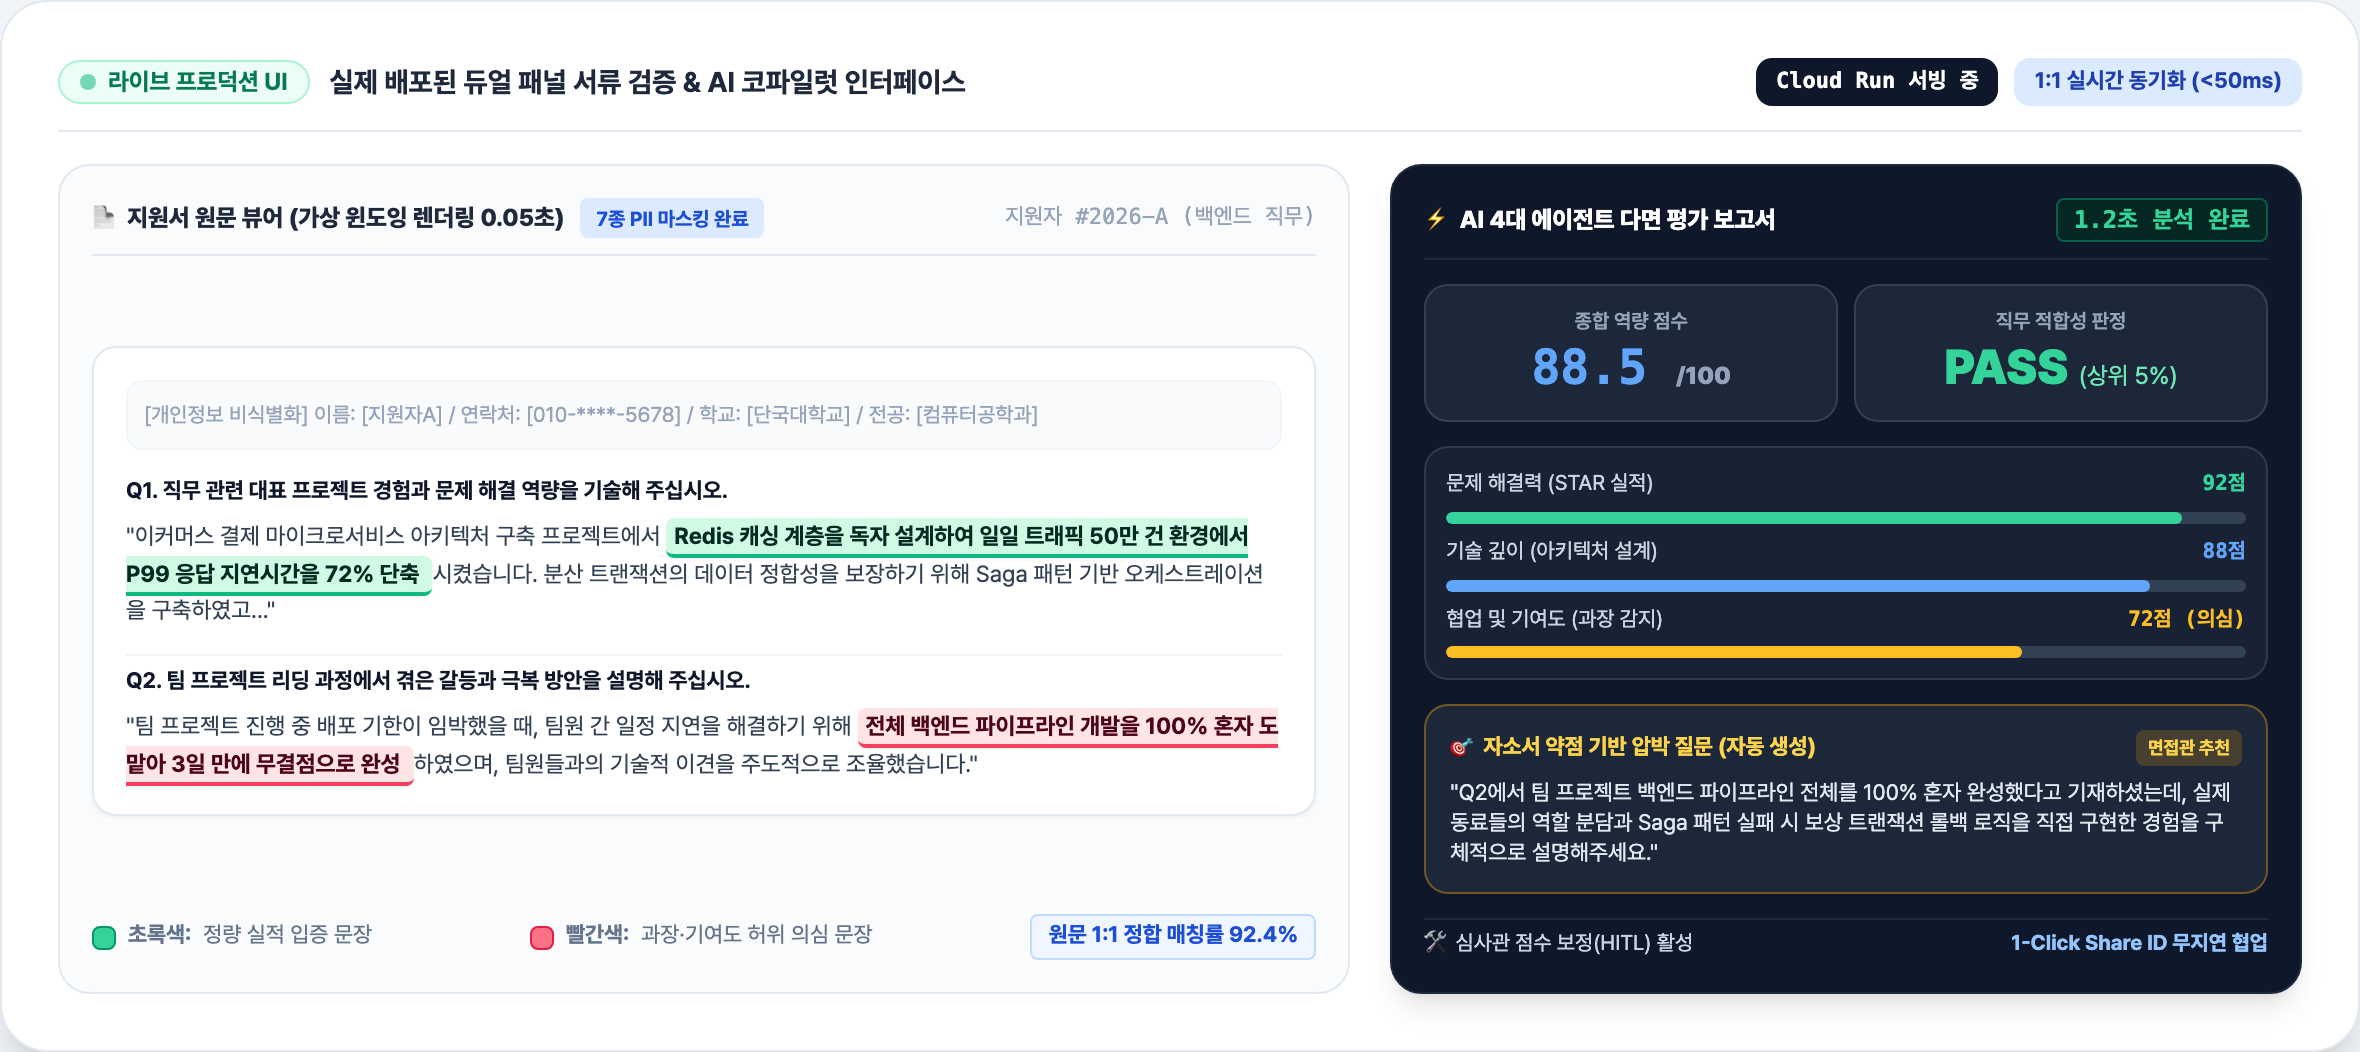 라이브 프로덕션 UI
실제 배포된 듀얼 패널 서류 검증 & AI 코파일럿 인터페이스
Cloud Run 서빙 중
1:1 실시간 동기화 (<50ms)
지원서 원문 뷰어 (가상 윈도잉 렌더링 0.05초)
7종 PII 마스킹 완료
지원자 #2026-A (백엔드 직무)
[개인정보 비식별화] 이름: [지원자A] / 연락처: [010-****-5678] / 학교: [단국대학교] / 전공: [컴퓨터공학과]
Q1. 직무 관련 대표 프로젝트 경험과 문제 해결 역량을 기술해 주십시오.
"이커머스 결제 마이크로서비스 아키텍처 구축 프로젝트에서 Redis 캐싱 계층을 독자 설계하여 일일 트래픽 50만 건 환경에서
P99 응답 지연시간을 72% 단축 시켰습니다. 분산 트랜잭션의 데이터 정합성을 보장하기 위해 Saga 패턴 기반 오케스트레이션
을 구축하였고..."
Q2. 팀 프로젝트 리딩 과정에서 겪은 갈등과 극복 방안을 설명해 주십시오.
"팀 프로젝트 진행 중 배포 기한이 임박했을 때, 팀원 간 일정 지연을 해결하기 위해 전체 백엔드 파이프라인 개발을 100% 혼자 도
맡아 3일 만에 무결점으로 완성 하였으며, 팀원들과의 기술적 이견을 주도적으로 조율했습니다."
초록색: 정량 실적 입증 문장
빨간색: 과장·기여도 허위 의심 문장
원문 1:1 정합 매칭률 92.4%
AI 4대 에이전트 다면 평가 보고서
1.2초 분석 완료
종합 역량 점수
88.5 /100
직무 적합성 판정
PASS (상위 5%)
문제 해결력 (STAR 실적)
92점
기술 깊이 (아키텍처 설계)
88점
협업 및 기여도 (과장 감지)
72점 (의심)
자소서 약점 기반 압박 질문 (자동 생성)
면접관 추천
"Q2에서 팀 프로젝트 백엔드 파이프라인 전체를 100% 혼자 완성했다고 기재하셨는데, 실제
동료들의 역할 분담과 Saga 패턴 실패 시 보상 트랜잭션 롤백 로직을 직접 구현한 경험을 구
체적으로 설명해주세요."
심사관 점수 보정(HITL) 활성
1-Click Share ID 무지연 협업